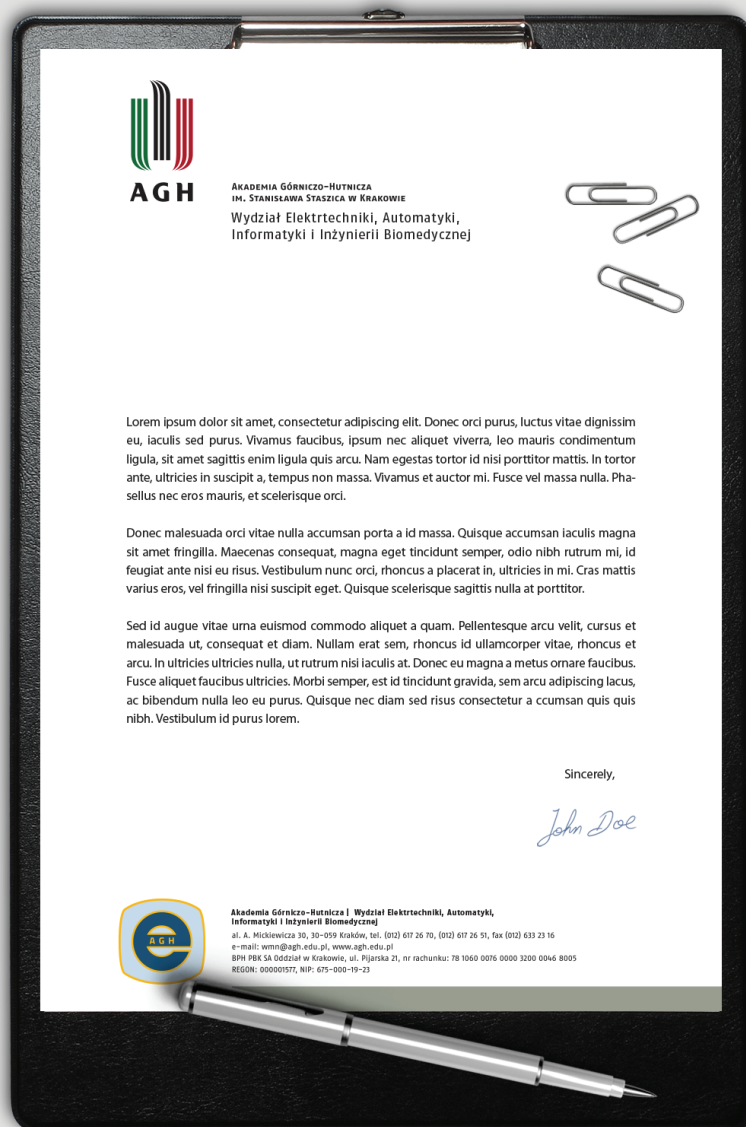 AGH
Akademia Górniczo-Hutnicza
im. Stanisława Staszica w Krakowie
Wydział Elektrtechniki, Automatyki,
Informatyki i Inżynierii Biomedycznej
Lorem ipsum dolor sit amet, consectetur adipiscing elit. Donec orci purus, luctus vitae dignissim
eu, iaculis sed purus. Vivamus faucibus, ipsum nec aliquet viverra, leo mauris condimentum
ligula, sit amet sagittis enim ligula quis arcu. Nam egestas tortor id nisi porttitor mattis. In tortor
ante, ultricies in suscipit a, tempus non massa. Vivamus et auctor mi. Fusce vel massa nulla. Pha-
sellus nec eros mauris, et scelerisque orci.
Donec malesuada orci vitae nulla accumsan porta a id massa. Quisque accumsan iaculis magna
sit amet fringilla. Maecenas consequat, magna eget tincidunt semper, odio nibh rutrum mi, id
feugiat ante nisi eu risus. Vestibulum nunc orci, rhoncus a placerat in, ultricies in mi. Cras mattis
varius eros, vel fringilla nisi suscipit eget. Quisque scelerisque sagittis nulla at porttitor.
Sed id augue vitae urna euismod commodo aliquet a quam. Pellentesque arcu velit, cursus et
malesuada ut, consequat et diam. Nullam erat sem, rhoncus id ullamcorper vitae, rhoncus et
arcu. In ultricies ultricies nulla, ut rutrum nisi iaculis at. Donec eu magna a metus ornare faucibus.
Fusce aliquet faucibus ultricies. Morbi semper, est id tincidunt gravida, sem arcu adipiscing lacus,
ac bibendum nulla leo eu purus. Quisque nec diam sed risus consectetur a ccumsan quis quis
nibh. Vestibulum id purus lorem.
Sincerely,
John Doe
AGH
Akademia Górniczo-Hutnicza | Wydział Elektrtechniki, Automatyki,
Informatyki i Inżynierii Biomedycznej
al. A. Mickiewicza 30, 30-059 Kraków, tel. (012) 617 26 70, (012) 617 26 51, fax (012) 633 23 16
e-mail: wmn@agh.edu.pl, www.agh.edu.pl
BPH PBK SA Oddział w Krakowie, ul. Pijarska 21, nr rachunku: 78 1060 0076 0000 3200 0046 8005
REGON: 000001577, NIP: 675-000-19-23